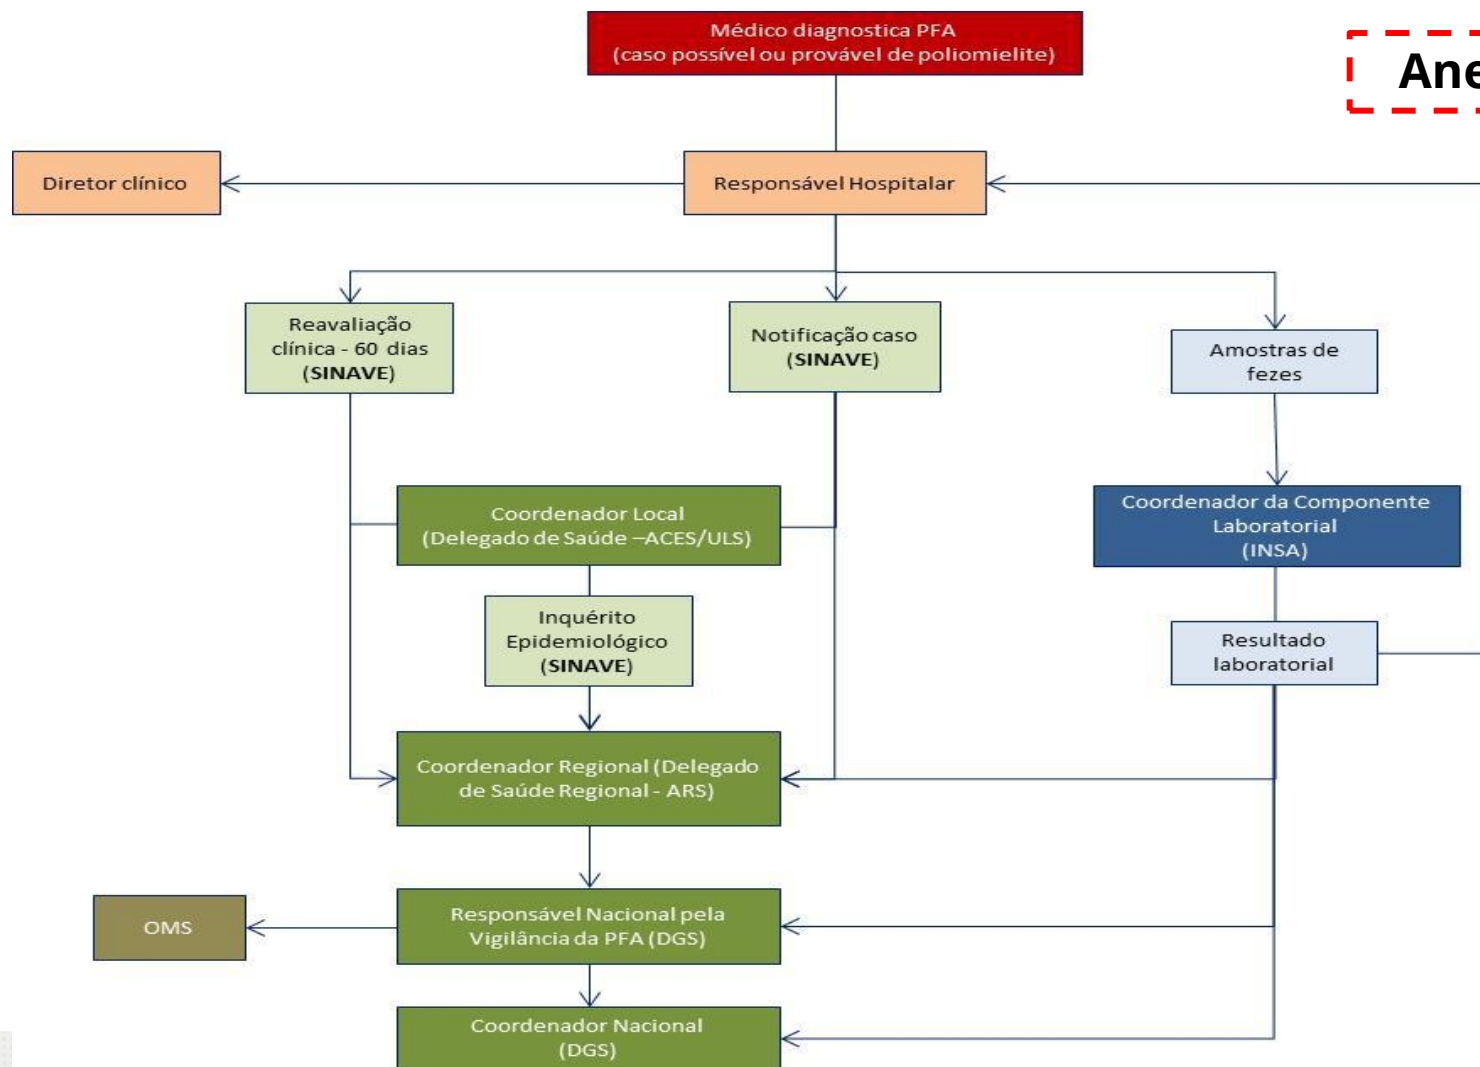 Médico diagnostica PFA
(caso possível ou provável de poliomielite)
Ane
Diretor clínico
Responsável Hospitalar
Reavaliação
clínica - 60 dias
(SINAVE)
Notificação caso
(SINAVE)
Amostras de
fezes
Coordenador Local
(Delegado de Saúde –ACES/ULS)
Coordenador da Componente
Laboratorial
(INSA)
Inquérito
Epidemiológico
(SINAVE)
Resultado
laboratorial
Coordenador Regional (Delegado
de Saúde Regional - ARS)
OMS
Responsável Nacional pela
Vigilância da PFA (DGS)
Coordenador Nacional
(DGS)